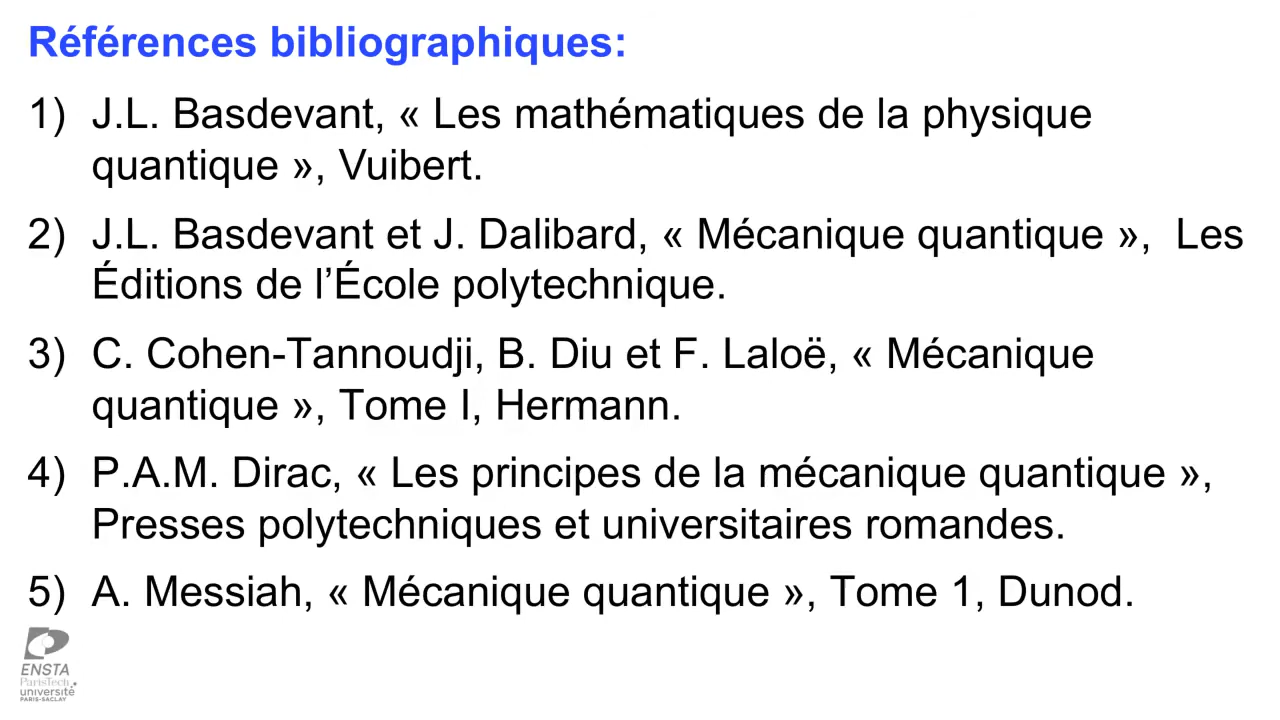 Références bibliographiques:
1) J.L. Basdevant, « Les mathématiques de la physique
quantique », Vuibert.
2) J.L. Basdevant et J. Dalibard, « Mécanique quantique », Les
Éditions de l’École polytechnique.
3) C. Cohen-Tannoudji, B. Diu et F. Laloë, « Mécanique
quantique », Tome I, Hermann.
4) P.A.M. Dirac, « Les principes de la mécanique quantique »,
Presses polytechniques et universitaires romandes.
5) A. Messiah, « Mécanique quantique », Tome 1, Dunod.
ENSTA
ParisTech
université
PARIS-SACLAY